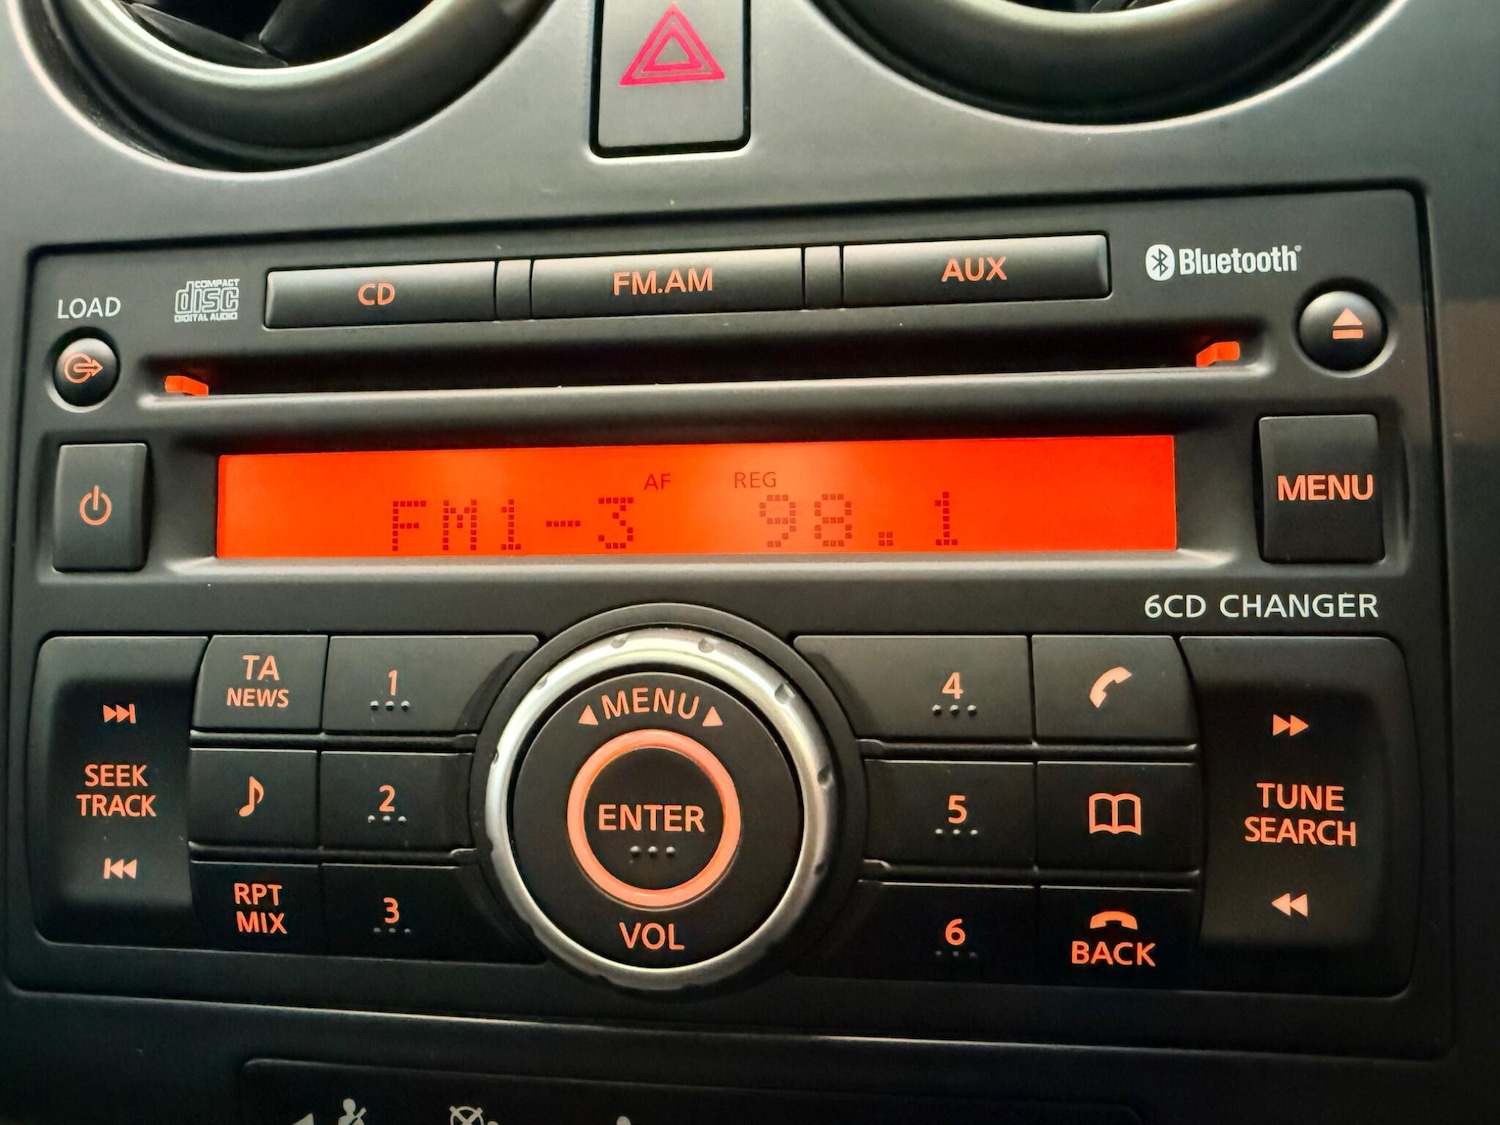 CD
FM.AM
AUX
Bluetooth®
LOAD
COMPACT
disc
DIGITAL AUDIO
AF REG
FM1-3 98.1
MENU
6CD CHANGER
TA
NEWS
1
4
MENU
SEEK
TRACK
2
ENTER
5
TUNE
SEARCH
RPT
MIX
3
VOL
6
BACK